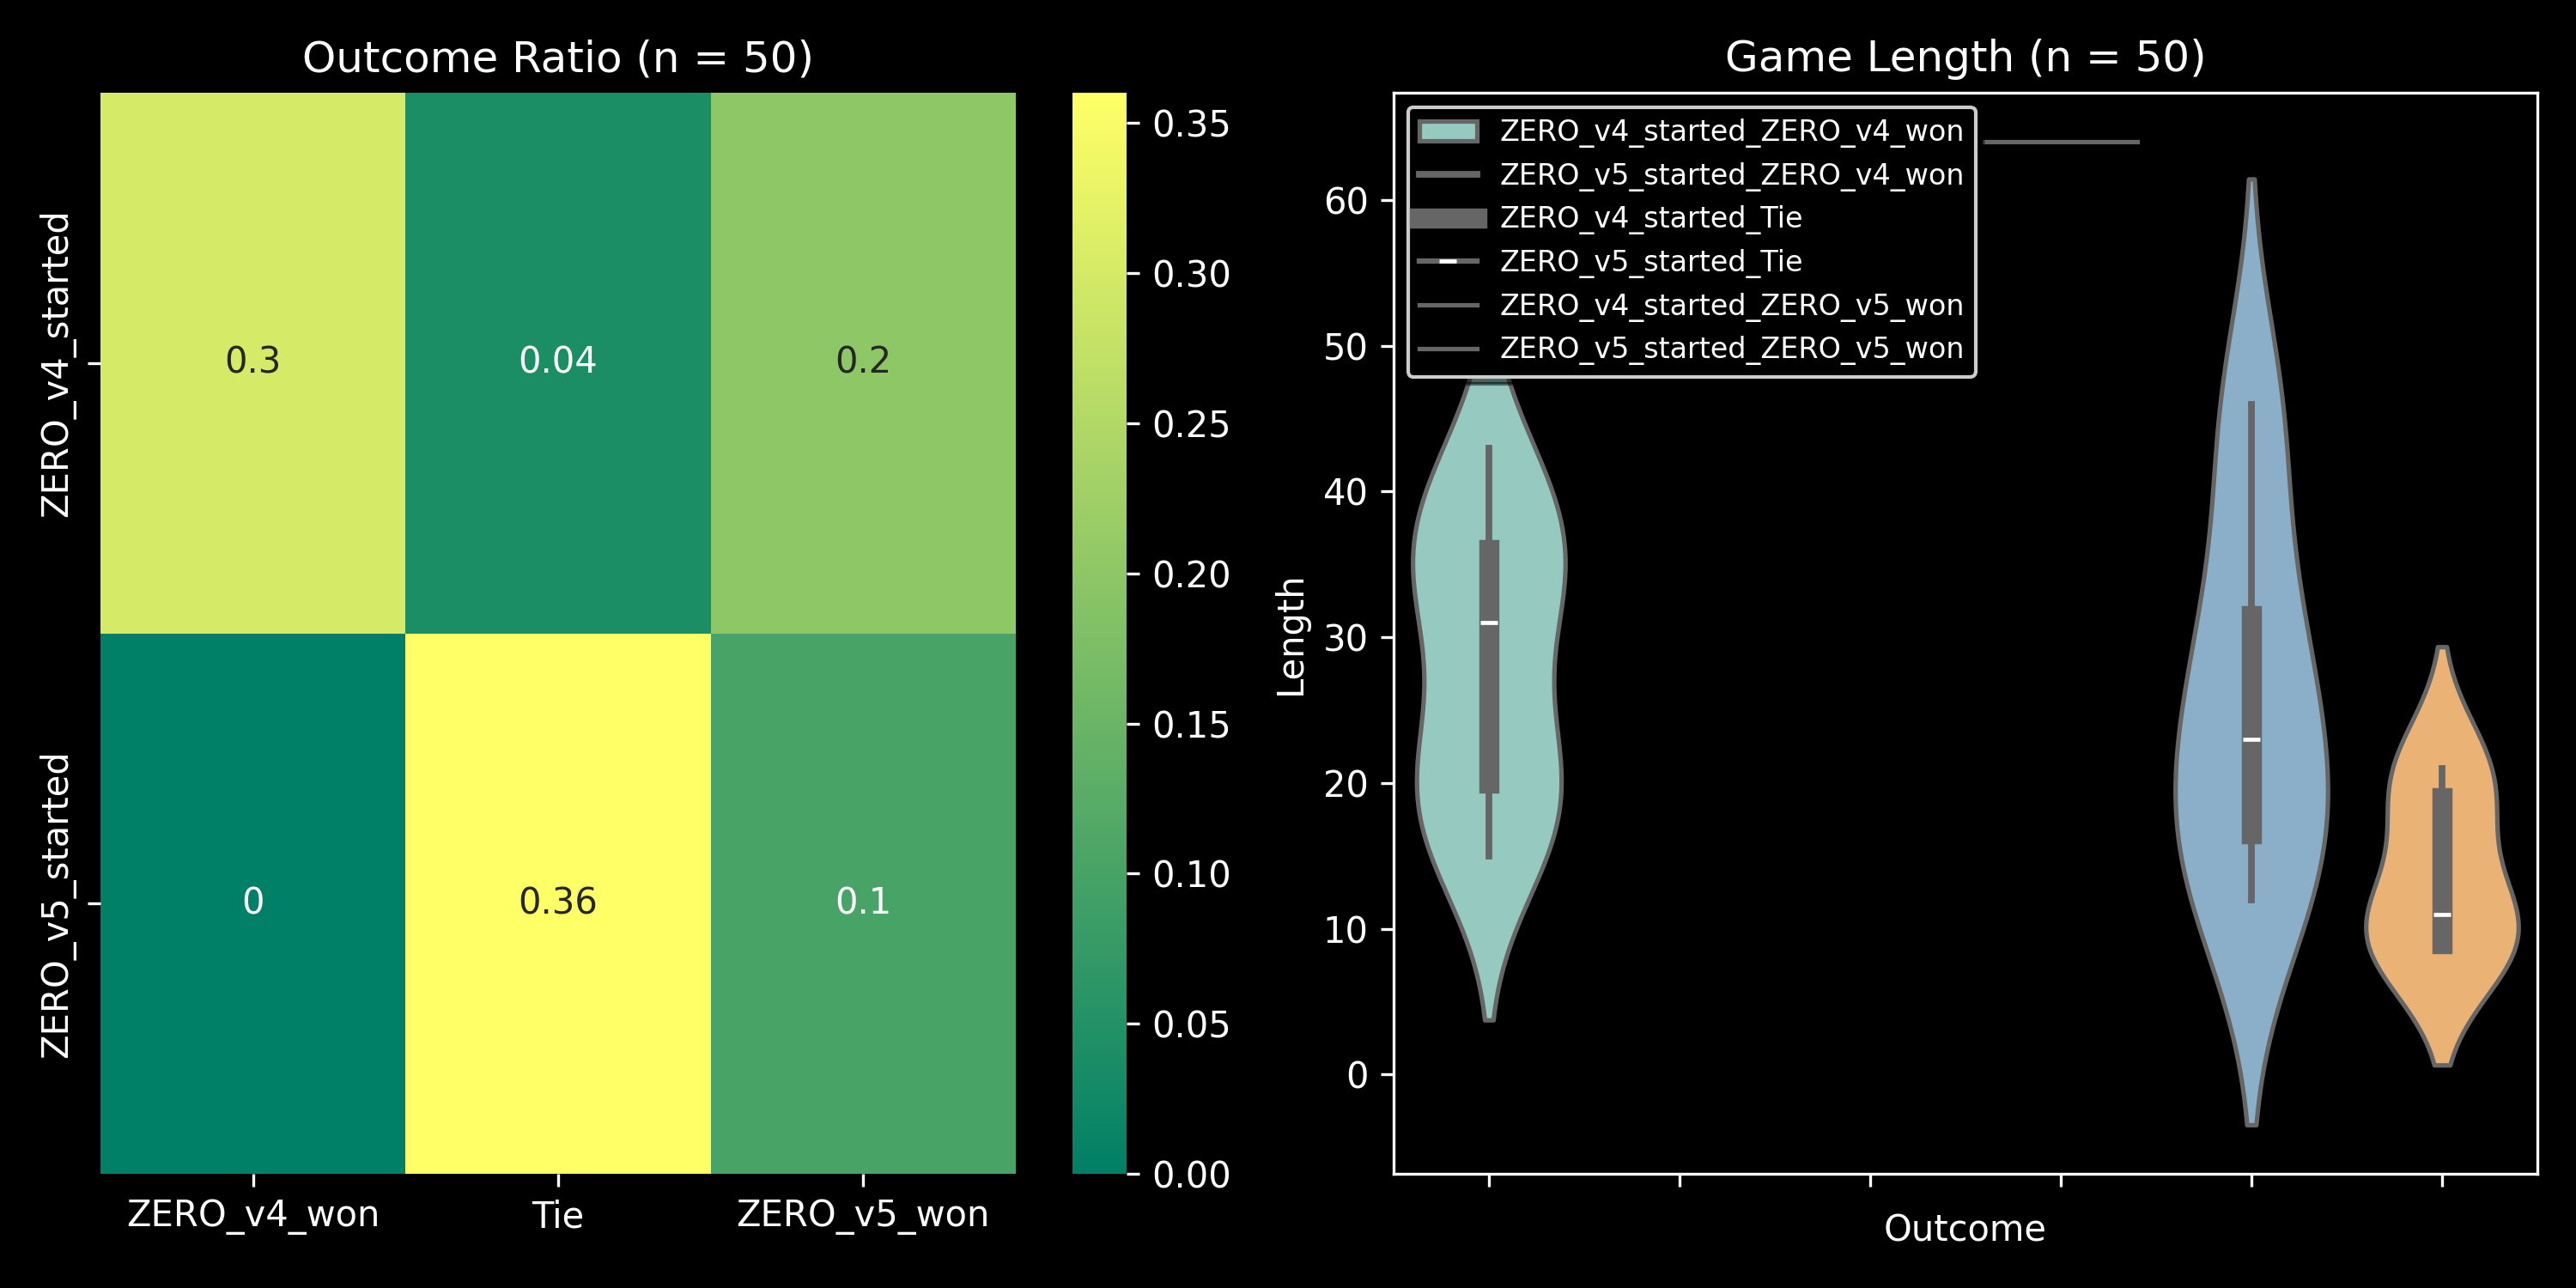 Outcome Ratio (n = 50)
ZERO_v4_started
ZERO_v5_started
0.3
0.04
0.2
0
0.36
0.1
ZERO_v4_won
Tie
ZERO_v5_won
0.35
0.30
0.25
0.20
0.15
0.10
0.05
0.00
Game Length (n = 50)
Length
60
50
40
30
20
10
0
ZERO_v4_started_ZERO_v4_won
ZERO_v5_started_ZERO_v4_won
ZERO_v4_started_Tie
ZERO_v5_started_Tie
ZERO_v4_started_ZERO_v5_won
ZERO_v5_started_ZERO_v5_won
Outcome